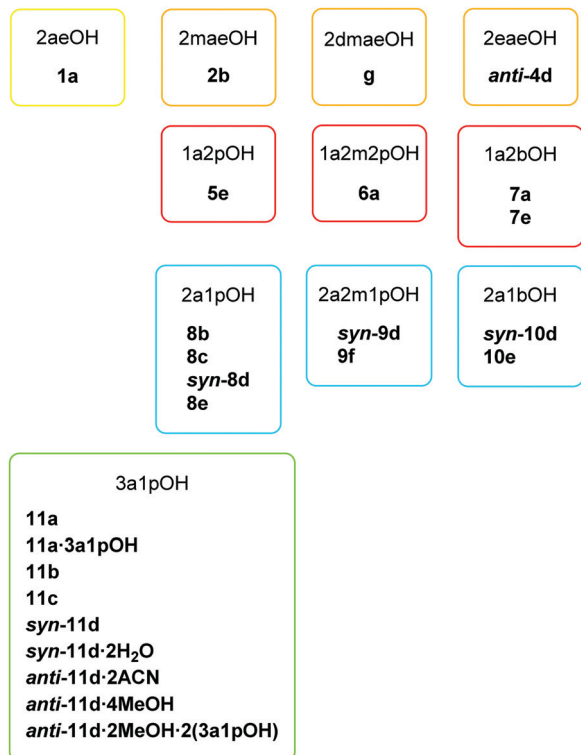 2aeOH
1a
2maeOH
2b
2dmaeOH
g
2eaeOH
anti-4d
1a2pOH
5e
1a2m2pOH
6a
1a2bOH
7a
7e
2a1pOH
8b
8c
syn-8d
8e
2a2m1pOH
syn-9d
9f
2a1bOH
syn-10d
10e
3a1pOH
11a
11a·3a1pOH
11b
11c
syn-11d
syn-11d·2H₂O
anti-11d·2ACN
anti-11d·4MeOH
anti-11d·2MeOH·2(3a1pOH)